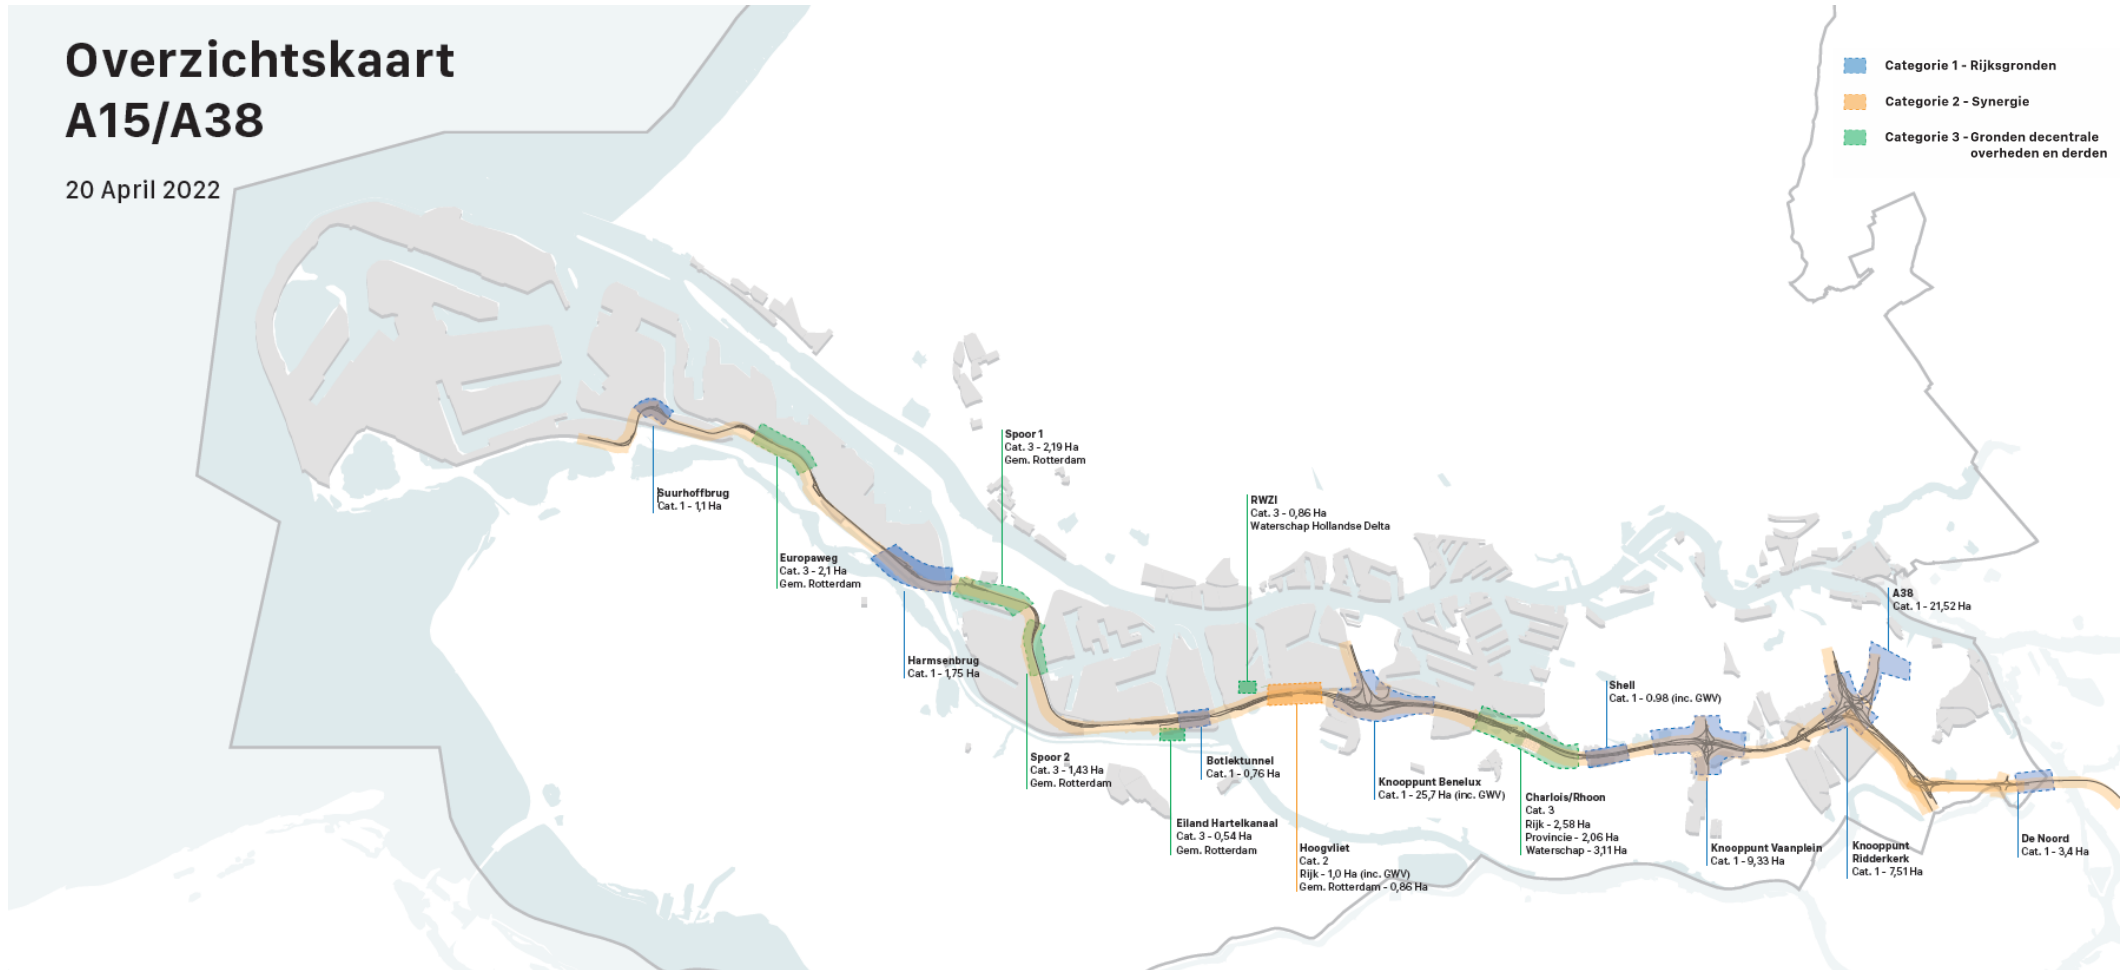 Overzichtskaart
A15/A38
20 April 2022
Categorie 1 - Rijksgronden
Categorie 2 - Synergie
Categorie 3 - Gronden decentrale
overheden en derden
Suurhoffbrug
Cat. 1 - 1,1 Ha
Europaweg
Cat. 3 - 2,1 Ha
Gem. Rotterdam
Harmsenbrug
Cat. 1 - 1,75 Ha
Spoor 1
Cat. 3 - 2,19 Ha
Gem. Rotterdam
Spoor 2
Cat. 3 - 1,43 Ha
Gem. Rotterdam
RWZI
Cat. 3 - 0,86 Ha
Waterschap Hollandse Delta
Eiland Hartelkanaal
Cat. 3 - 0,54 Ha
Gem. Rotterdam
Botlektunnel
Cat. 1 - 0,76 Ha
Hoogvliet
Cat. 2
Rijk - 1,0 Ha (inc. GWV)
Gem. Rotterdam - 0,86 Ha
Knooppunt Benelux
Cat. 1 - 25,7 Ha (inc. GWV)
Charlois/Rhoon
Cat. 3
Rijk - 2,58 Ha
Provincie - 2,06 Ha
Waterschap - 3,11 Ha
Shell
Cat. 1 - 0.98 (inc. GWV)
Knooppunt Vaanplein
Cat. 1 - 9,33 Ha
Knooppunt
Ridderkerk
Cat. 1 - 7,51 Ha
A38
Cat. 1 - 21,52 Ha
De Noord
Cat. 1 - 3,4 Ha